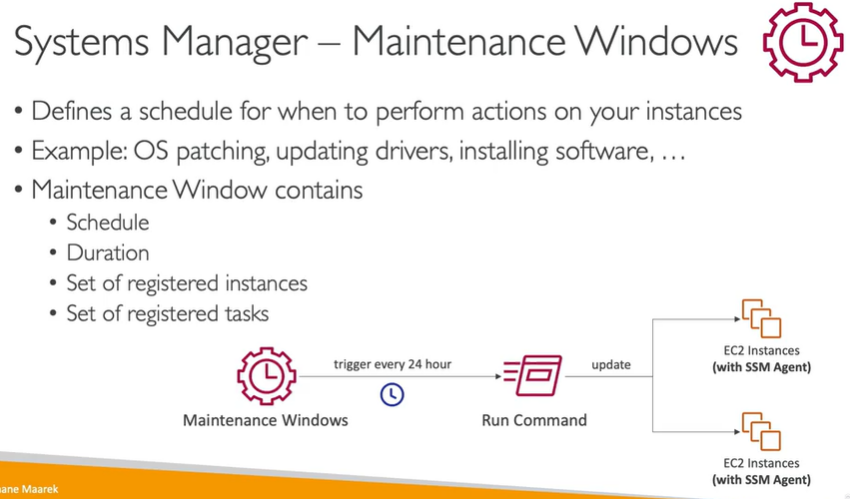 Systems Manager – Maintenance Windows
• Defines a schedule for when to perform actions on your instances
• Example: OS patching, updating drivers, installing software, …
• Maintenance Window contains
• Schedule
• Duration
• Set of registered instances
• Set of registered tasks
trigger every 24 hour
update
Maintenance Windows
Run Command
EC2 Instances
(with SSM Agent)
EC2 Instances
(with SSM Agent)
Maarek